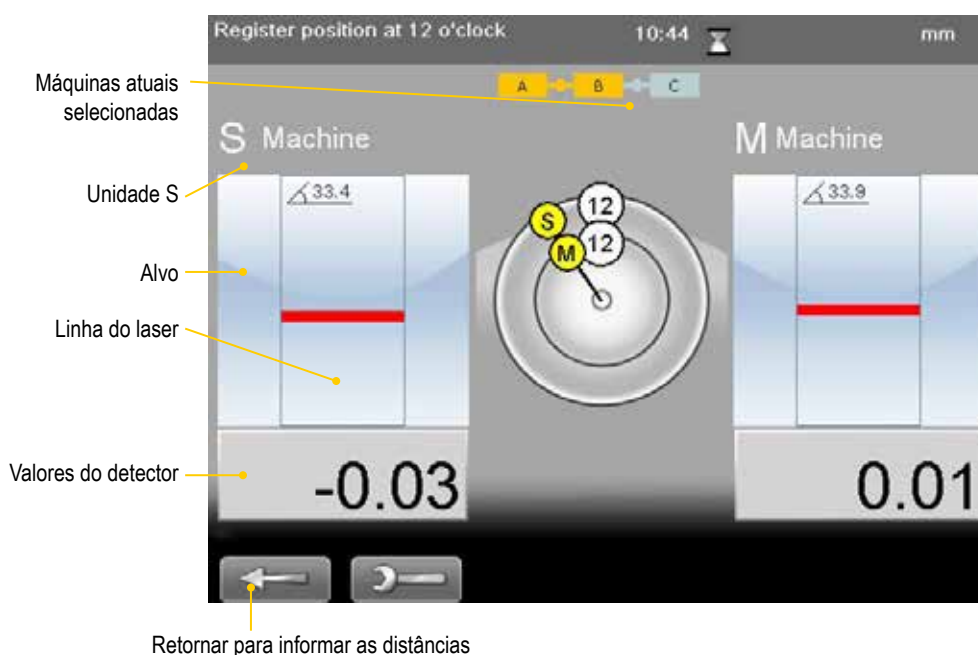 Register position at 12 o'clock 10:44 mm
Máquinas atuais
selecionadas
A B C
S Machine
M Machine
Unidade S
33.4
33.9
S 12
M 12
Alvo
Linha do laser
Valores do detector
-0.03
0.01
Retornar para informar as distâncias